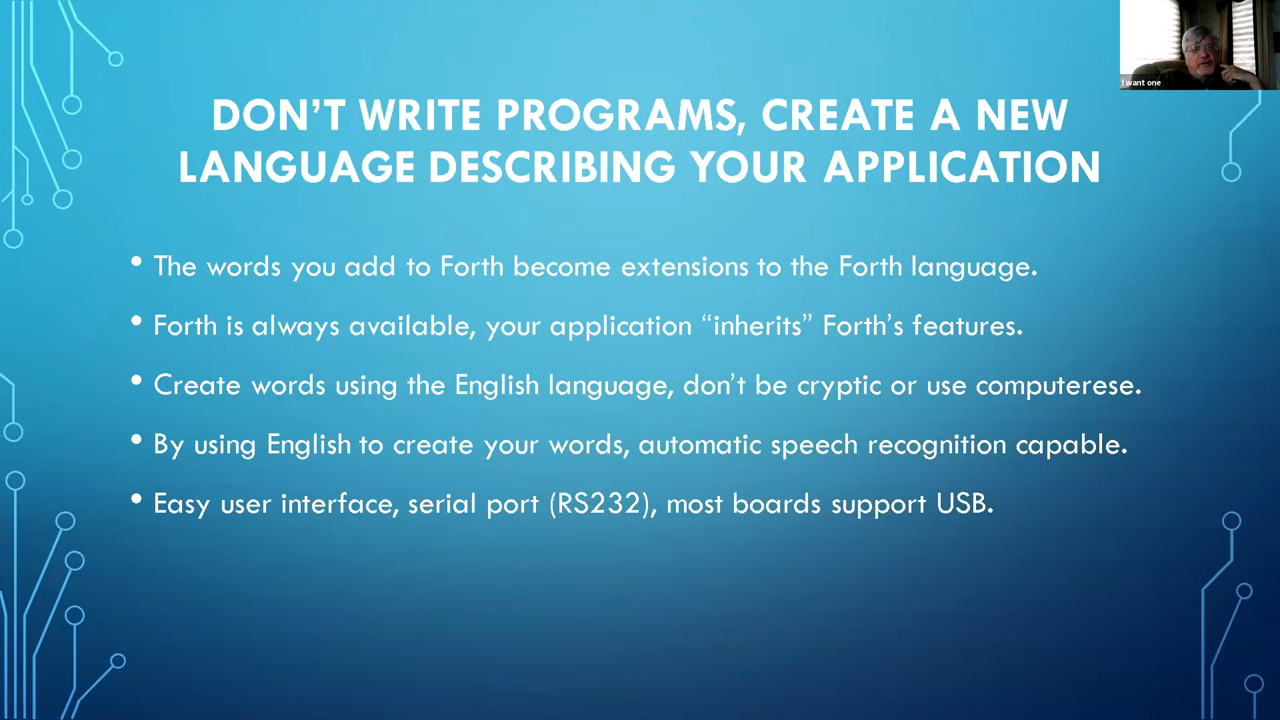 I want one
DON'T WRITE PROGRAMS, CREATE A NEW
LANGUAGE DESCRIBING YOUR APPLICATION
• The words you add to Forth become extensions to the Forth language.
• Forth is always available, your application “inherits” Forth's features.
• Create words using the English language, don't be cryptic or use computerese.
• By using English to create your words, automatic speech recognition capable.
• Easy user interface, serial port (RS232), most boards support USB.